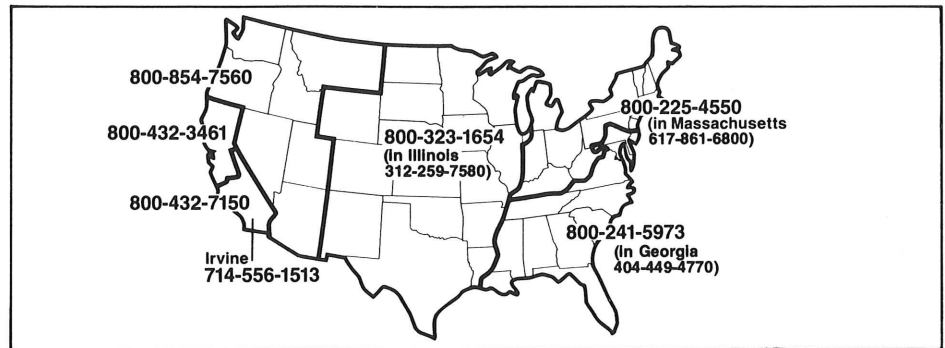 800-854-7560
800-432-3461
800-432-7150
Irvine
714-556-1513
800-323-1654
(In Illinois
312-259-7580)
800-225-4550
(in Massachusetts
617-861-6800)
800-241-5973
(In Georgia
404-449-4770)